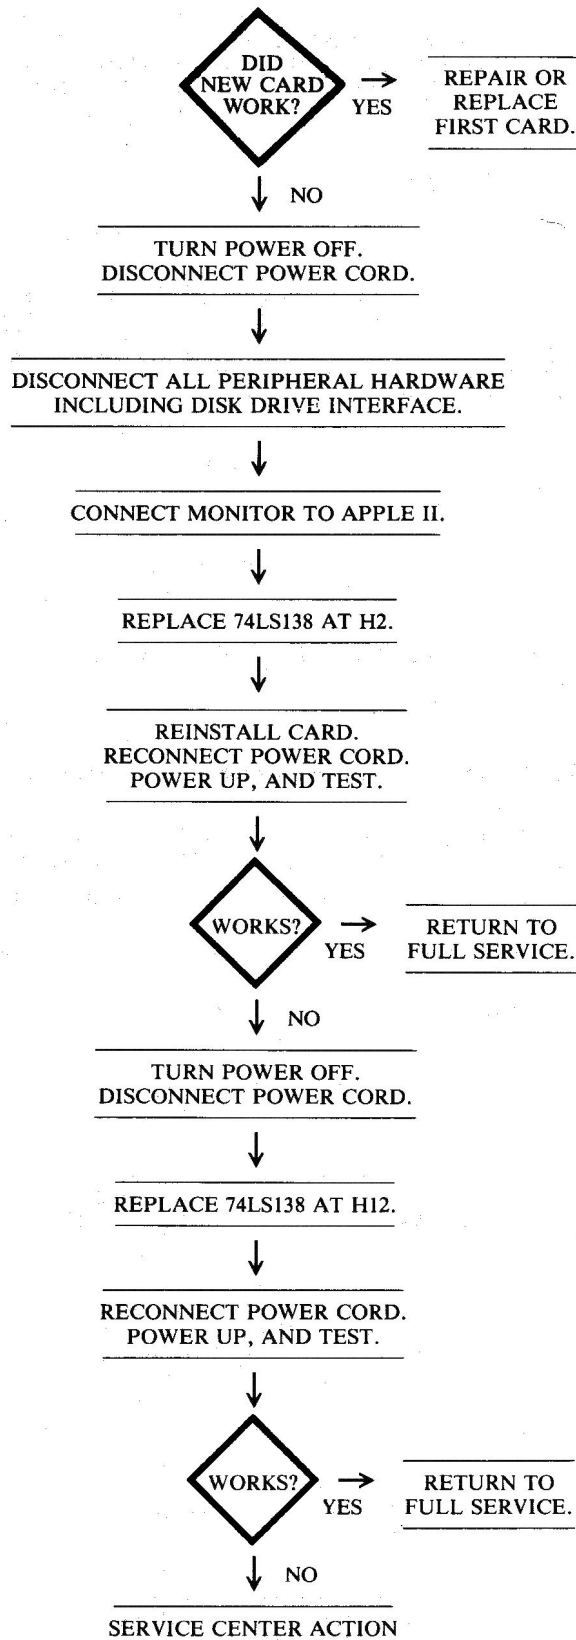 DID
NEW CARD
WORK?
YES
REPAIR OR
REPLACE
FIRST CARD.
NO
TURN POWER OFF.
DISCONNECT POWER CORD.
DISCONNECT ALL PERIPHERAL HARDWARE
INCLUDING DISK DRIVE INTERFACE.
CONNECT MONITOR TO APPLE II.
REPLACE 74LS138 AT H2.
REINSTALL CARD.
RECONNECT POWER CORD.
POWER UP, AND TEST.
WORKS?
YES
RETURN TO
FULL SERVICE.
NO
TURN POWER OFF.
DISCONNECT POWER CORD.
REPLACE 74LS138 AT H12.
RECONNECT POWER CORD.
POWER UP, AND TEST.
WORKS?
YES
RETURN TO
FULL SERVICE.
NO
SERVICE CENTER ACTION